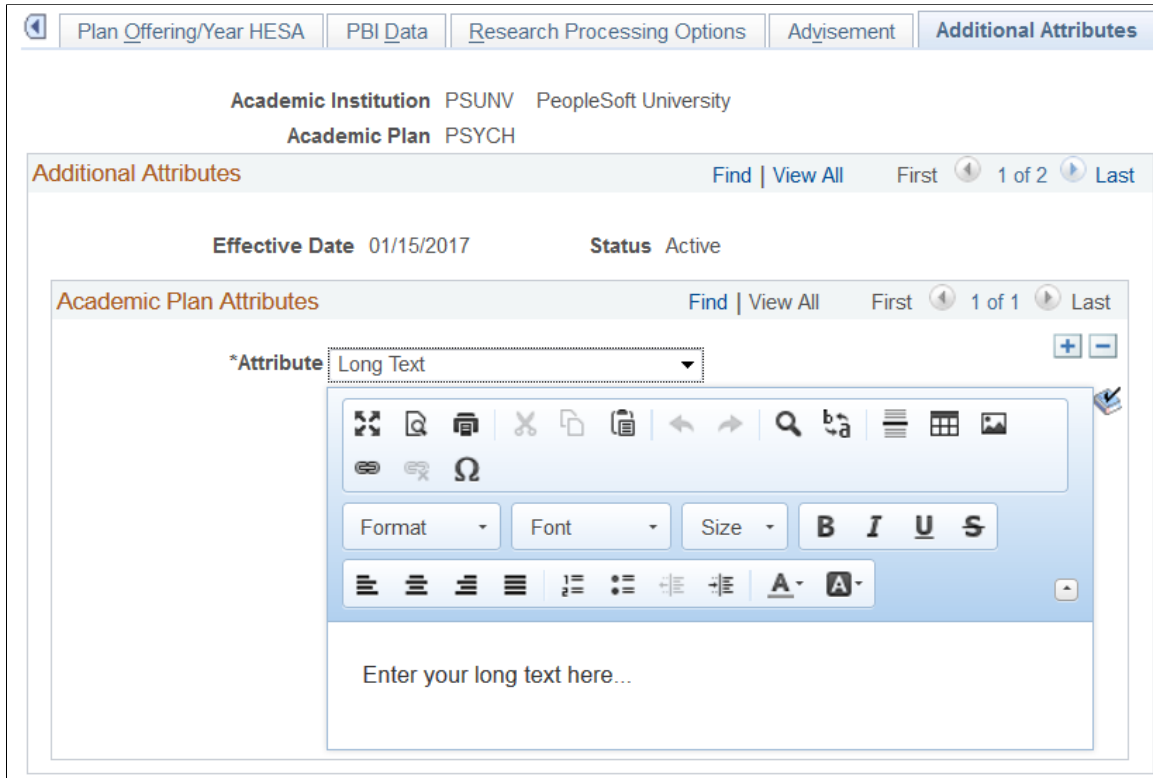 Plan Offering/Year HESA PBI Data Research Processing Options Advisement Additional Attributes
Academic Institution PSUNV PeopleSoft University
Academic Plan PSYCH
Additional Attributes Find | View All First 1 of 2 Last
Effective Date 01/15/2017 Status Active
Academic Plan Attributes Find | View All First 1 of 1 Last
*Attribute Long Text
Format Font Size B I U S
A A
Enter your long text here...